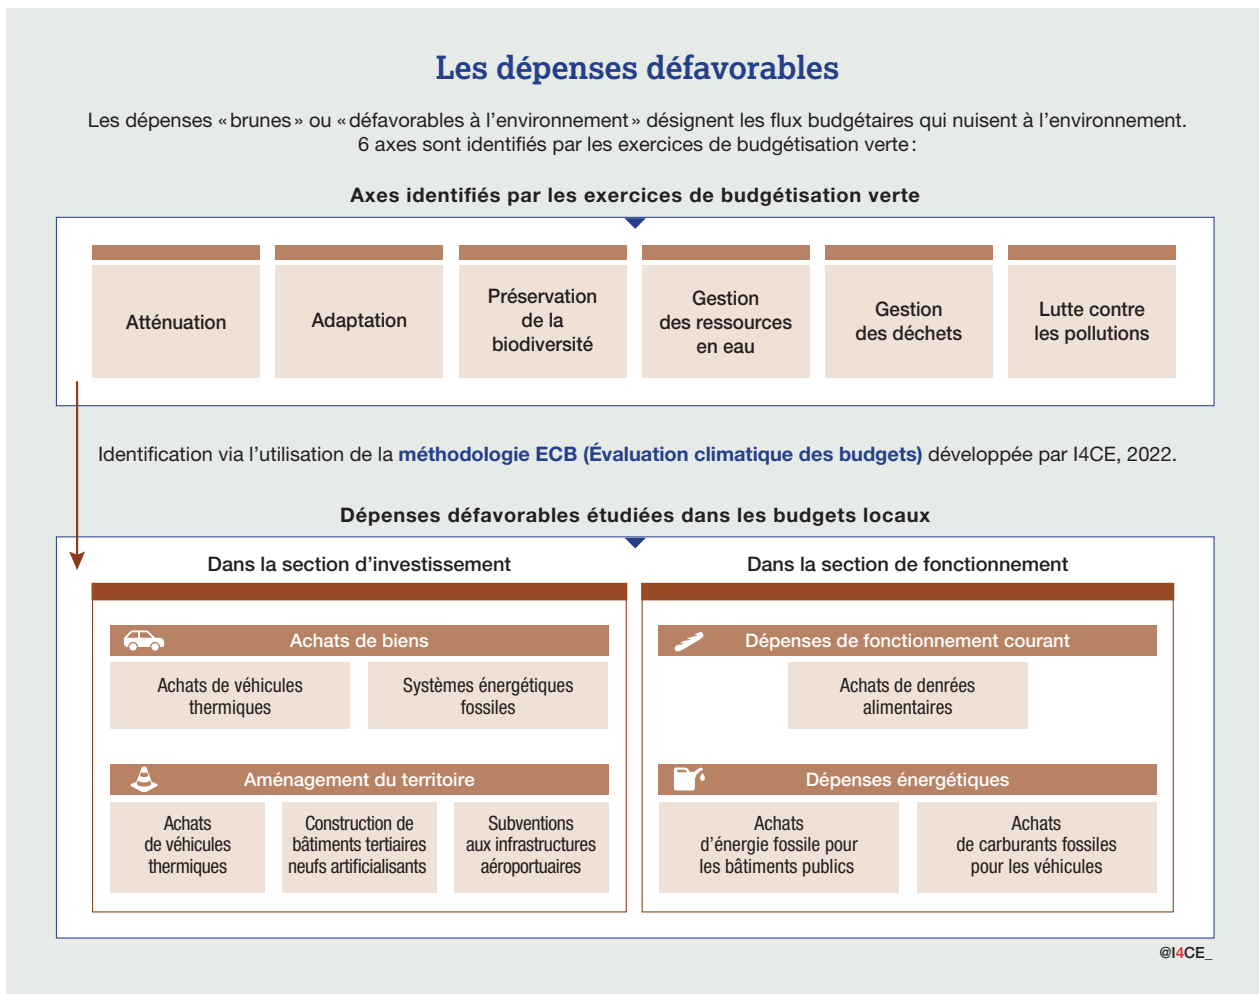 Les dépenses défavorables
Les dépenses « brunes » ou « défavorables à l’environnement » désignent les flux budgétaires qui nuisent à l’environnement.
6 axes sont identifiés par les exercices de budgétisation verte :
Axes identifiés par les exercices de budgétisation verte
Atténuation
Adaptation
Préservation
de la
biodiversité
Gestion
des ressources
en eau
Gestion
des déchets
Lutte contre
les pollutions
Identification via l’utilisation de la méthodologie ECB (Évaluation climatique des budgets) développée par I4CE, 2022.
Dépenses défavorables étudiées dans les budgets locaux
Dans la section d’investissement
Achats de biens
Achats de véhicules
thermiques
Systèmes énergétiques
fossiles
Aménagement du territoire
Achats
de véhicules
thermiques
Construction de
bâtiments tertiaires
neufs artificialisants
Subventions
aux infrastructures
aéroportuaires
Dans la section de fonctionnement
Dépenses de fonctionnement courant
Achats de denrées
alimentaires
Dépenses énergétiques
Achats
d’énergie fossile pour
les bâtiments publics
Achats
de carburants fossiles
pour les véhicules
@I4CE_